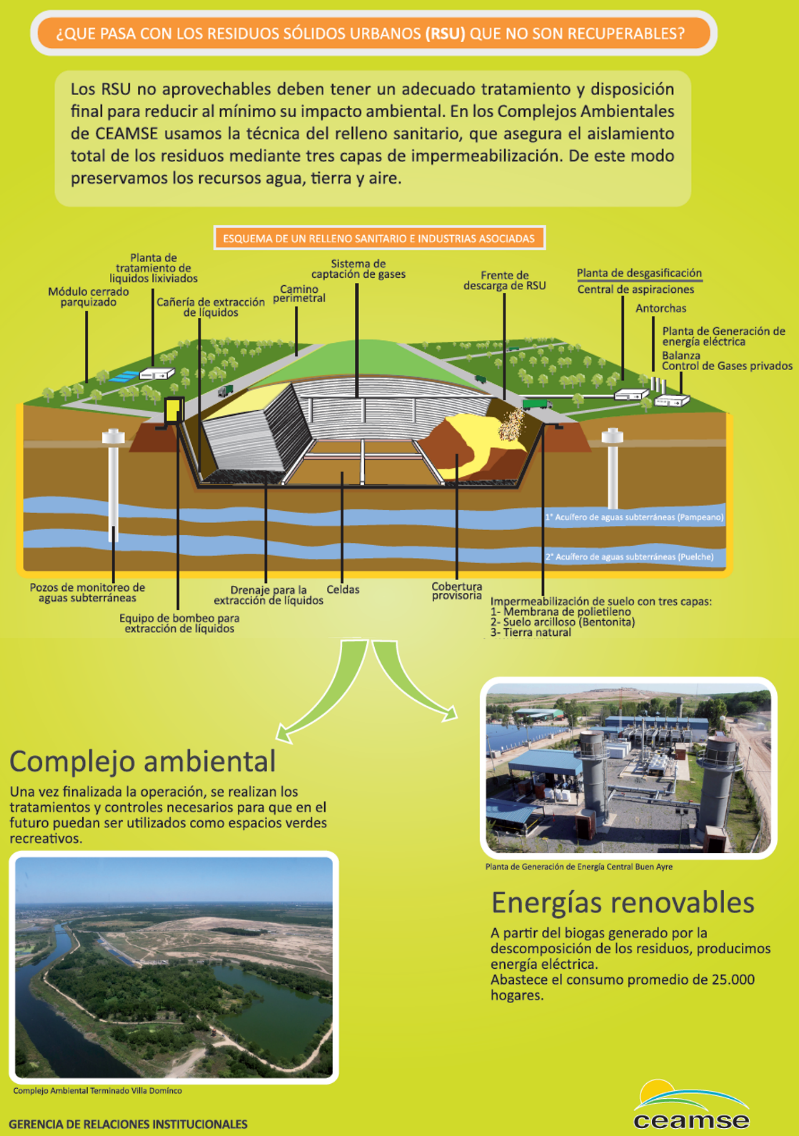 ¿QUE PASA CON LOS RESIDUOS SÓLIDOS URBANOS (RSU) QUE NO SON RECUPERABLES?
Los RSU no aprovechables deben tener un adecuado tratamiento y disposición
final para reducir al mínimo su impacto ambiental. En los Complejos Ambientales
de CEAMSE usamos la técnica del relleno sanitario, que asegura el aislamiento
total de los residuos mediante tres capas de impermeabilización. De este modo
preservamos los recursos agua, tierra y aire.
ESQUEMA DE UN RELLENO SANITARIO E INDUSTRIAS ASOCIADAS
Módulo cerrado
parquizado
Planta de
tratamiento de
liquidos lixiviados
Cañería de extracción
de líquidos
Camino
perimetral
Sistema de
captación de gases
Frente de
descarga de RSU
Planta de desgasificación
Central de aspiraciones
Antorchas
Planta de Generación de
energía eléctrica
Balanza
Control de Gases privados
1° Acuífero de aguas subterráneas (Pampeano)
2° Acuífero de aguas subterráneas (Puelche)
Pozos de monitoreo de
aguas subterráneas
Equipo de bombeo para
extracción de líquidos
Drenaje para la
extracción de líquidos
Celdas
Cobertura
provisoria
Impermeabilización de suelo con tres capas:
1- Membrana de polietileno
2- Suelo arcilloso (Bentonita)
3- Tierra natural
Complejo ambiental
Una vez finalizada la operación, se realizan los
tratamientos y controles necesarios para que en el
futuro puedan ser utilizados como espacios verdes
recreativos.
Complejo Ambiental Terminado Villa Domínco
Planta de Generación de Energía Central Buen Ayre
Energías renovables
A partir del biogas generado por la
descomposición de los residuos, producimos
energía eléctrica.
Abastece el consumo promedio de 25.000
hogares.
GERENCIA DE RELACIONES INSTITUCIONALES
ceamse